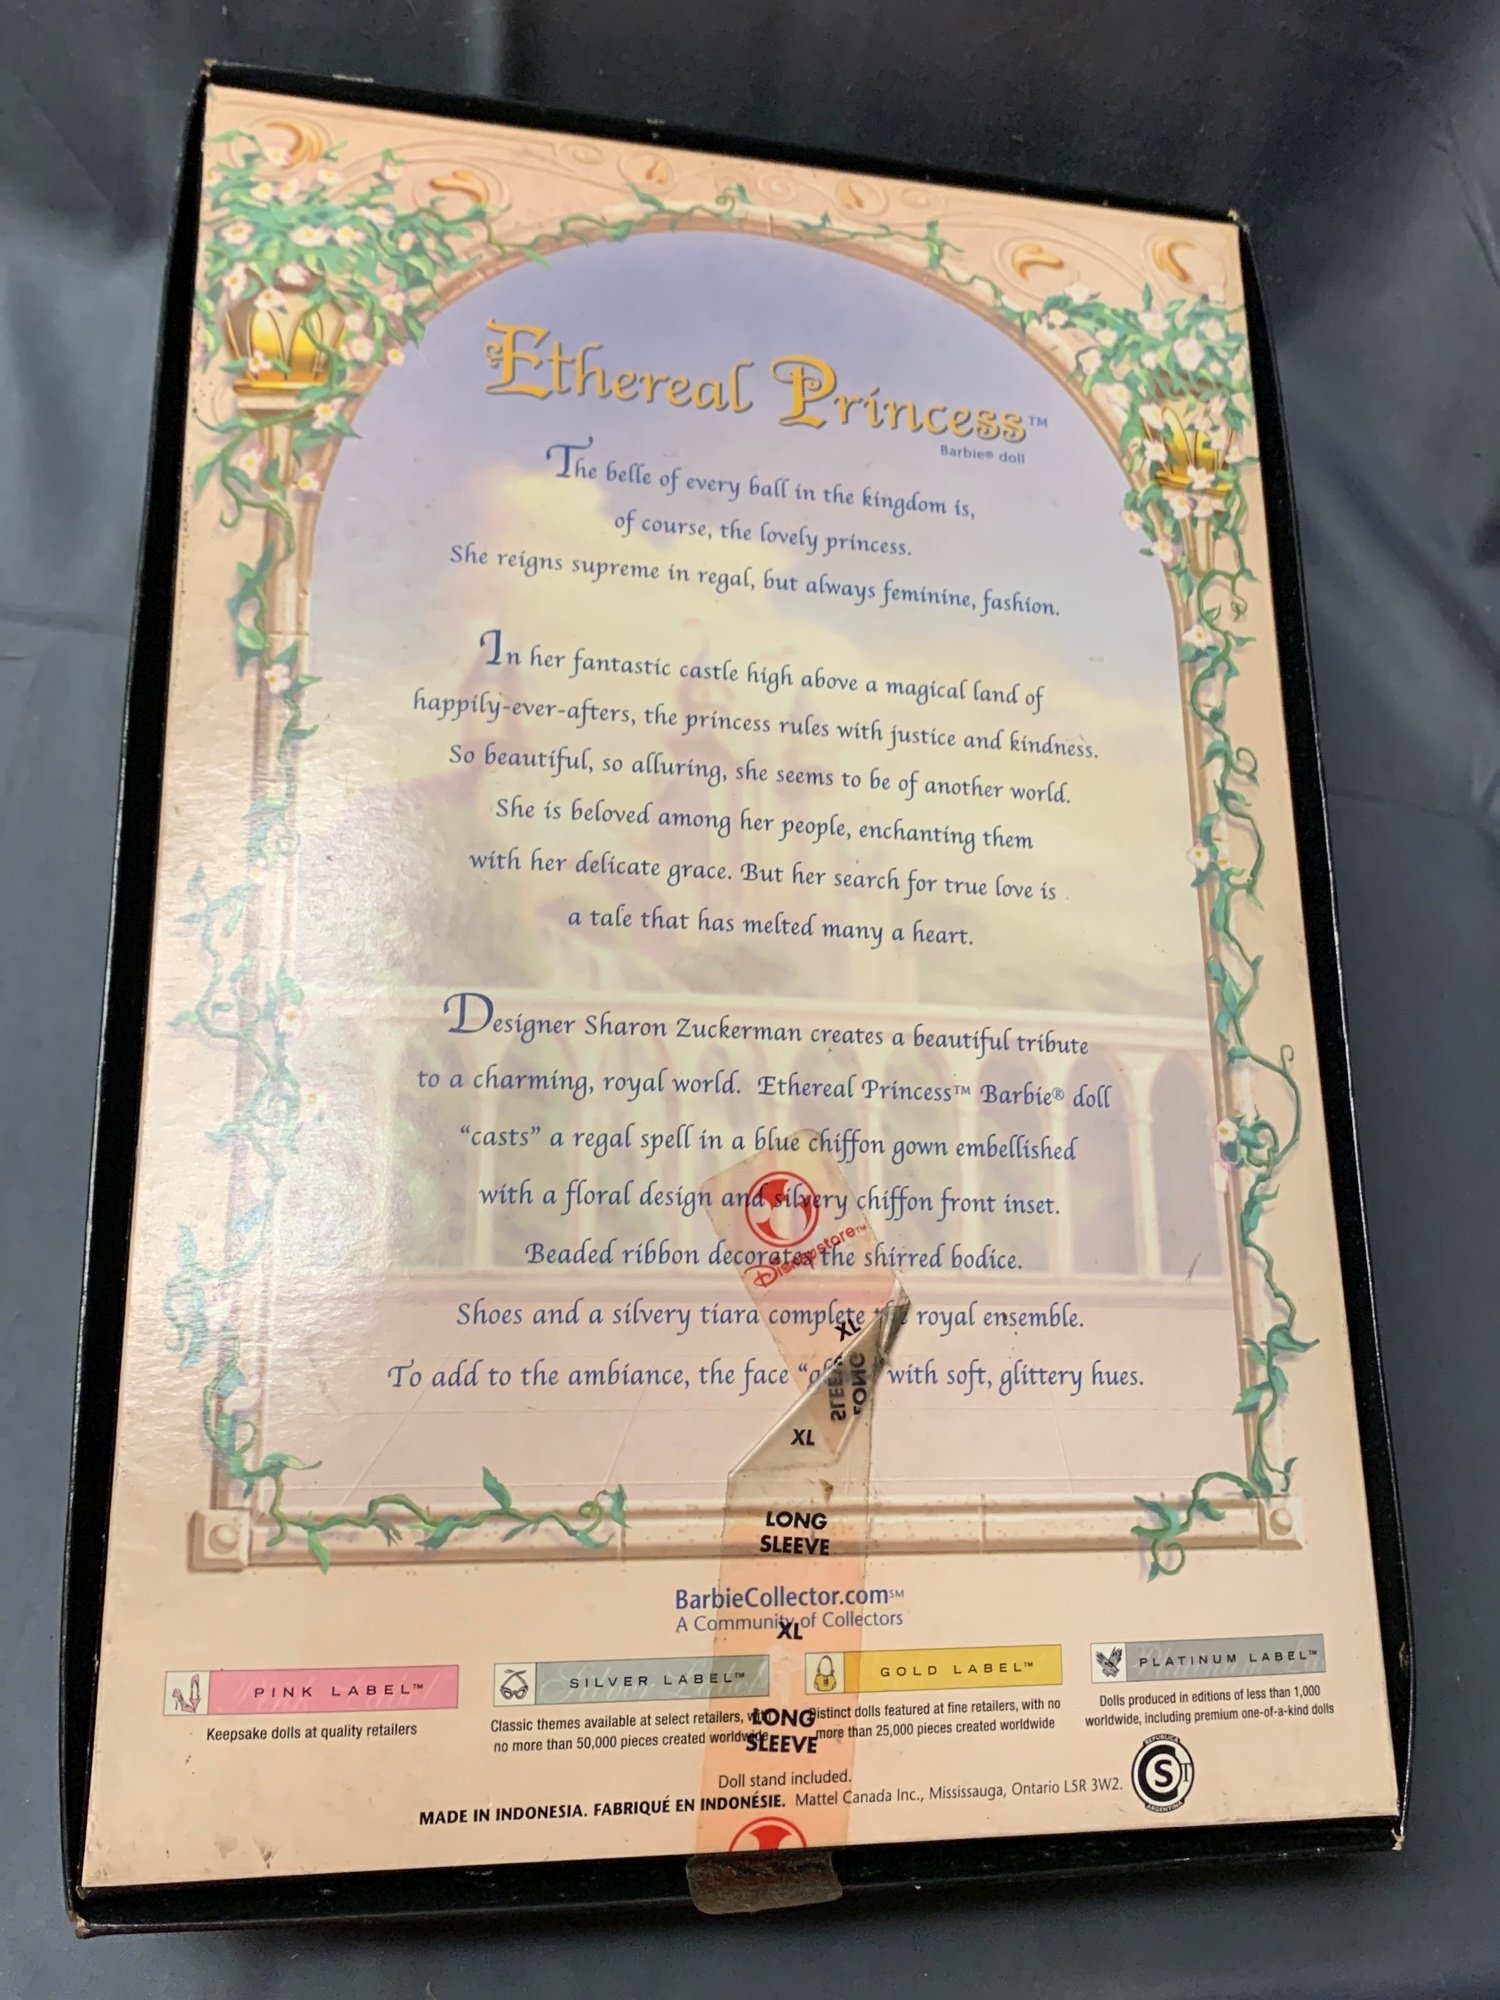 Ethereal Princess™
Barbie® doll
The belle of every ball in the kingdom is,
of course, the lovely princess.
She reigns supreme in regal, but always feminine, fashion.
In her fantastic castle high above a magical land of
happily-ever-afters, the princess rules with justice and kindness.
So beautiful, so alluring, she seems to be of another world.
She is beloved among her people, enchanting them
with her delicate grace. But her search for true love is
a tale that has melted many a heart.
Designer Sharon Zuckerman creates a beautiful tribute
to a charming, royal world. Ethereal Princess™ Barbie® doll
“casts” a regal spell in a blue chiffon gown embellished
with a floral design and silvery chiffon front inset.
Beaded ribbon decorates the shirred bodice.
Disneystore™
Shoes and a silvery tiara complete royal ensemble.
XL
To add to the ambiance, the face with soft, glittery hues.
LONG
SLEEVE
XL
LONG
SLEEVE
BarbieCollector.com℠
A Community of Collectors
XL
PINK LABEL™
Keepsake dolls at quality retailers
SILVER LABEL™
Classic themes available at select retailers, with
no more than 50,000 pieces created worldwide
GOLD LABEL™
Distinct dolls featured at fine retailers, with no
more than 25,000 pieces created worldwide
PLATINUM LABEL™
Dolls produced in editions of less than 1,000
worldwide, including premium one-of-a-kind dolls
LONG
SLEEVE
REPUBLICA
S
ARGENTINA
Doll stand included.
MADE IN INDONESIA. FABRIQUÉ EN INDONÉSIE. Mattel Canada Inc., Mississauga, Ontario L5R 3W2.